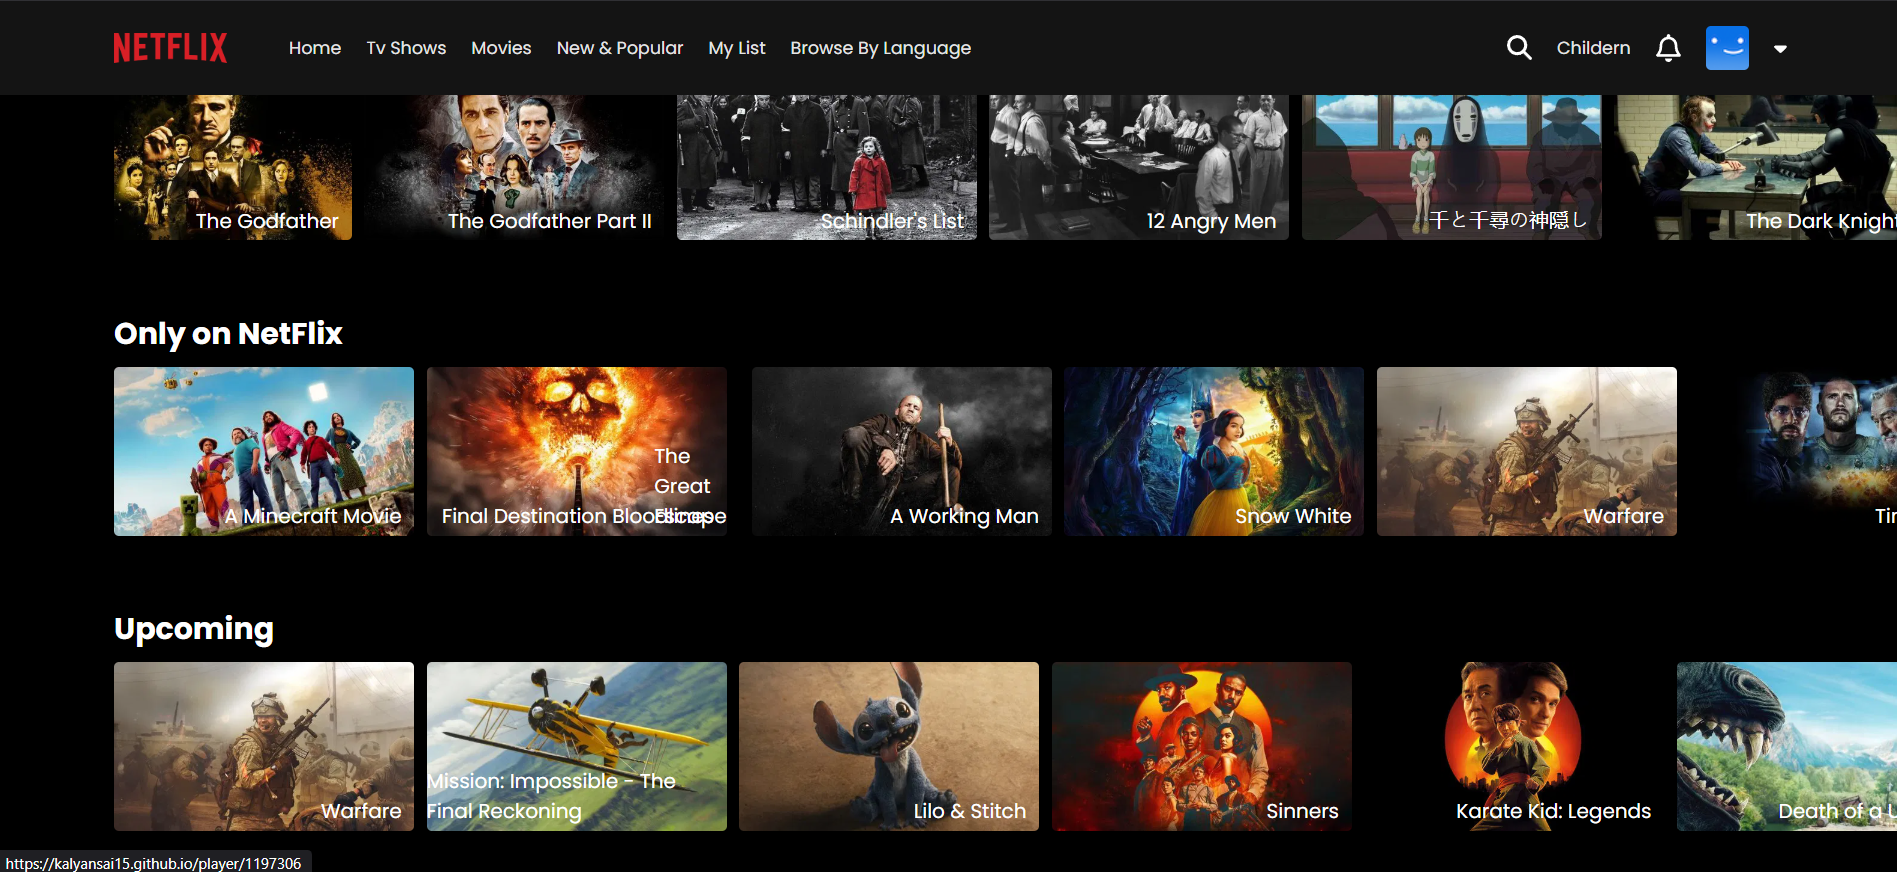 NETFLIX
Home
Tv Shows
Movies
New & Popular
My List
Browse By Language
Childern
The Godfather
The Godfather Part II
Schindler's List
12 Angry Men
千と千尋の神隠し
The Dark Knight
Only on NetFlix
A Minecraft Movie
Final Destination Bloodlines
The
Great
Escape
A Working Man
Snow White
Warfare
Tin
Upcoming
Warfare
Mission: Impossible - The
Final Reckoning
Lilo & Stitch
Sinners
Karate Kid: Legends
Death of a U
https://kalyansai15.github.io/player/1197306